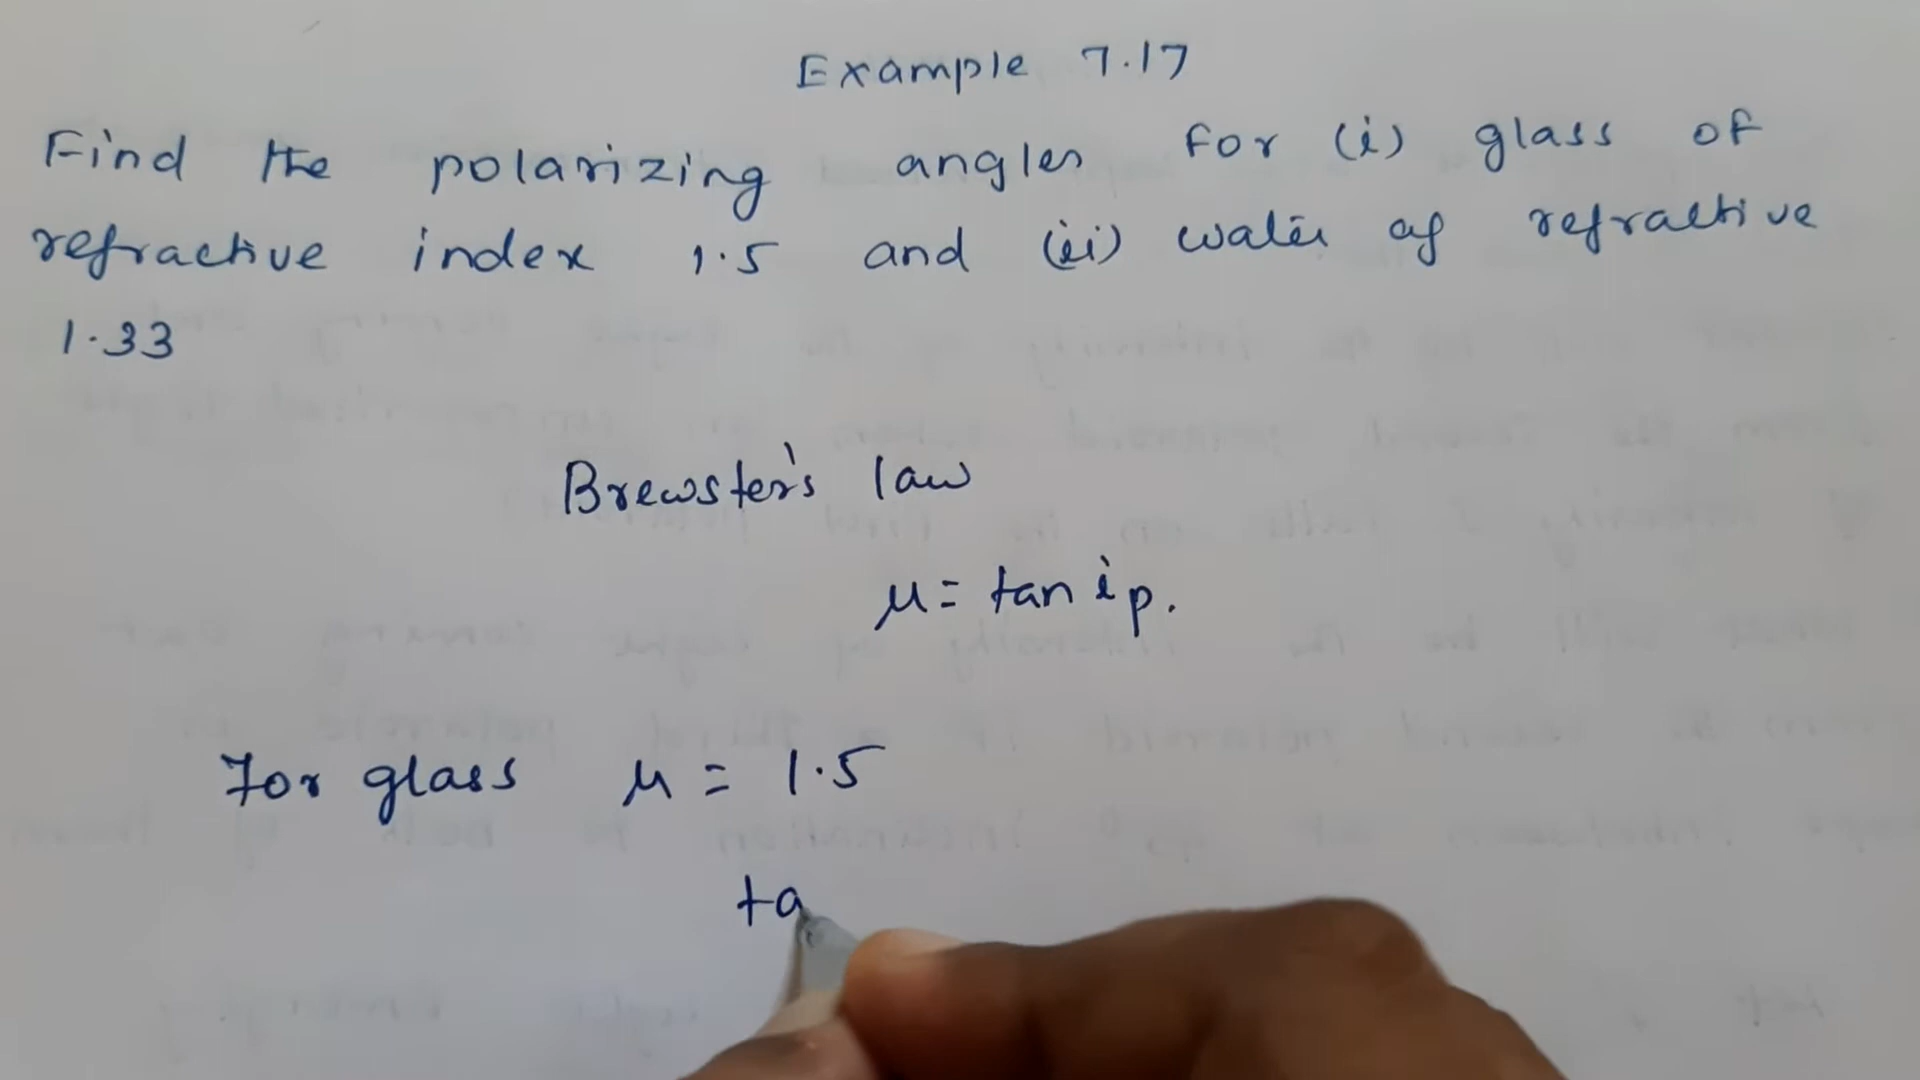 Example 7.17
Find the polarizing angles for (i) glass of
refractive index 1.5 and (ii) water of refractive
1.33
Brewster's law
μ = tan ip.
For glass μ = 1.5
ta